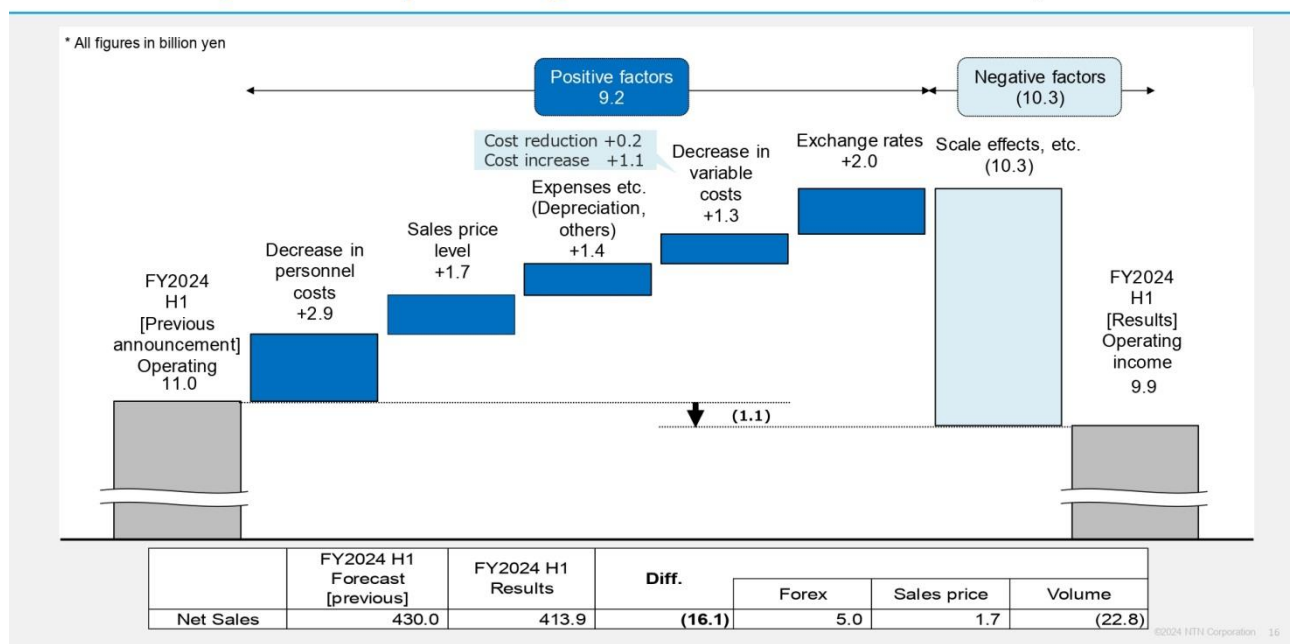 * All figures in billion yen
Positive factors
9.2
Negative factors
(10.3)
Cost reduction +0.2
Cost increase +1.1
FY2024
H1
[Previous
announcement]
Operating
11.0
Decrease in
personnel
costs
+2.9
Sales price
level
+1.7
Expenses etc.
(Depreciation,
others)
+1.4
Decrease in
variable
costs
+1.3
Exchange rates
+2.0
Scale effects, etc.
(10.3)
FY2024
H1
[Results]
Operating
income
9.9
(1.1)
FY2024 H1
Forecast
[previous]
FY2024 H1
Results
Diff.
Forex
Sales price
Volume
Net Sales
430.0
413.9
(16.1)
5.0
1.7
(22.8)
©2024 NTN Corporation 16